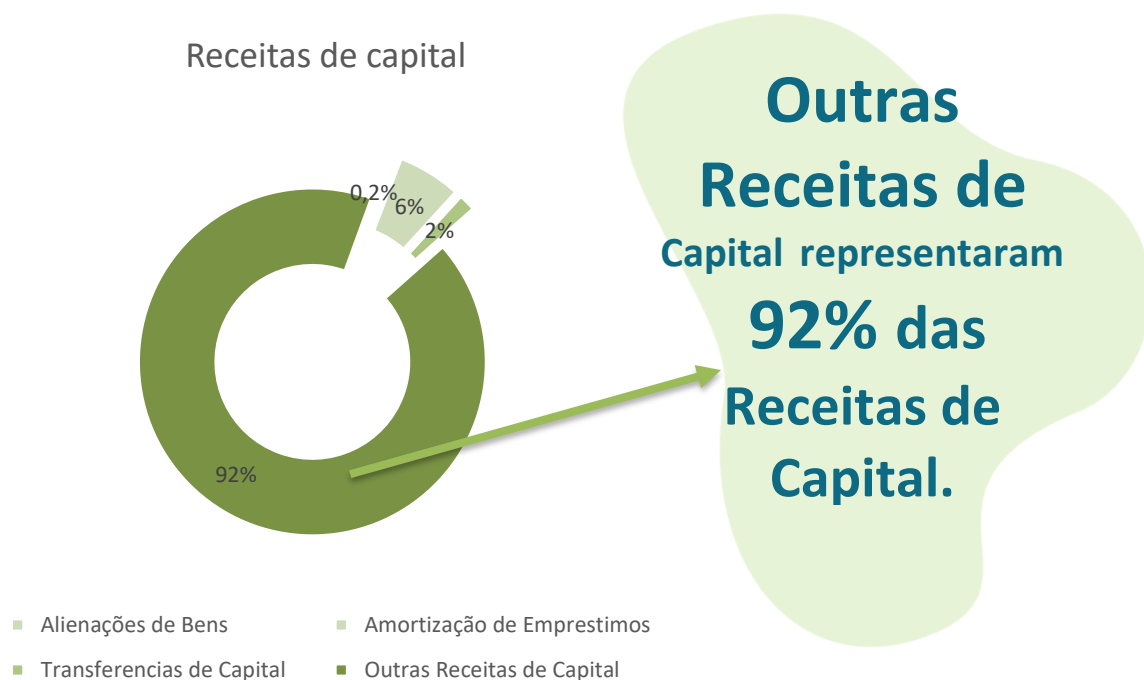 Receitas de capital
0,2%
6%
2%
92%
Alienações de Bens
Amortização de Emprestimos
Transferencias de Capital
Outras Receitas de Capital
Outras
Receitas de
Capital representaram
92% das
Receitas de
Capital.